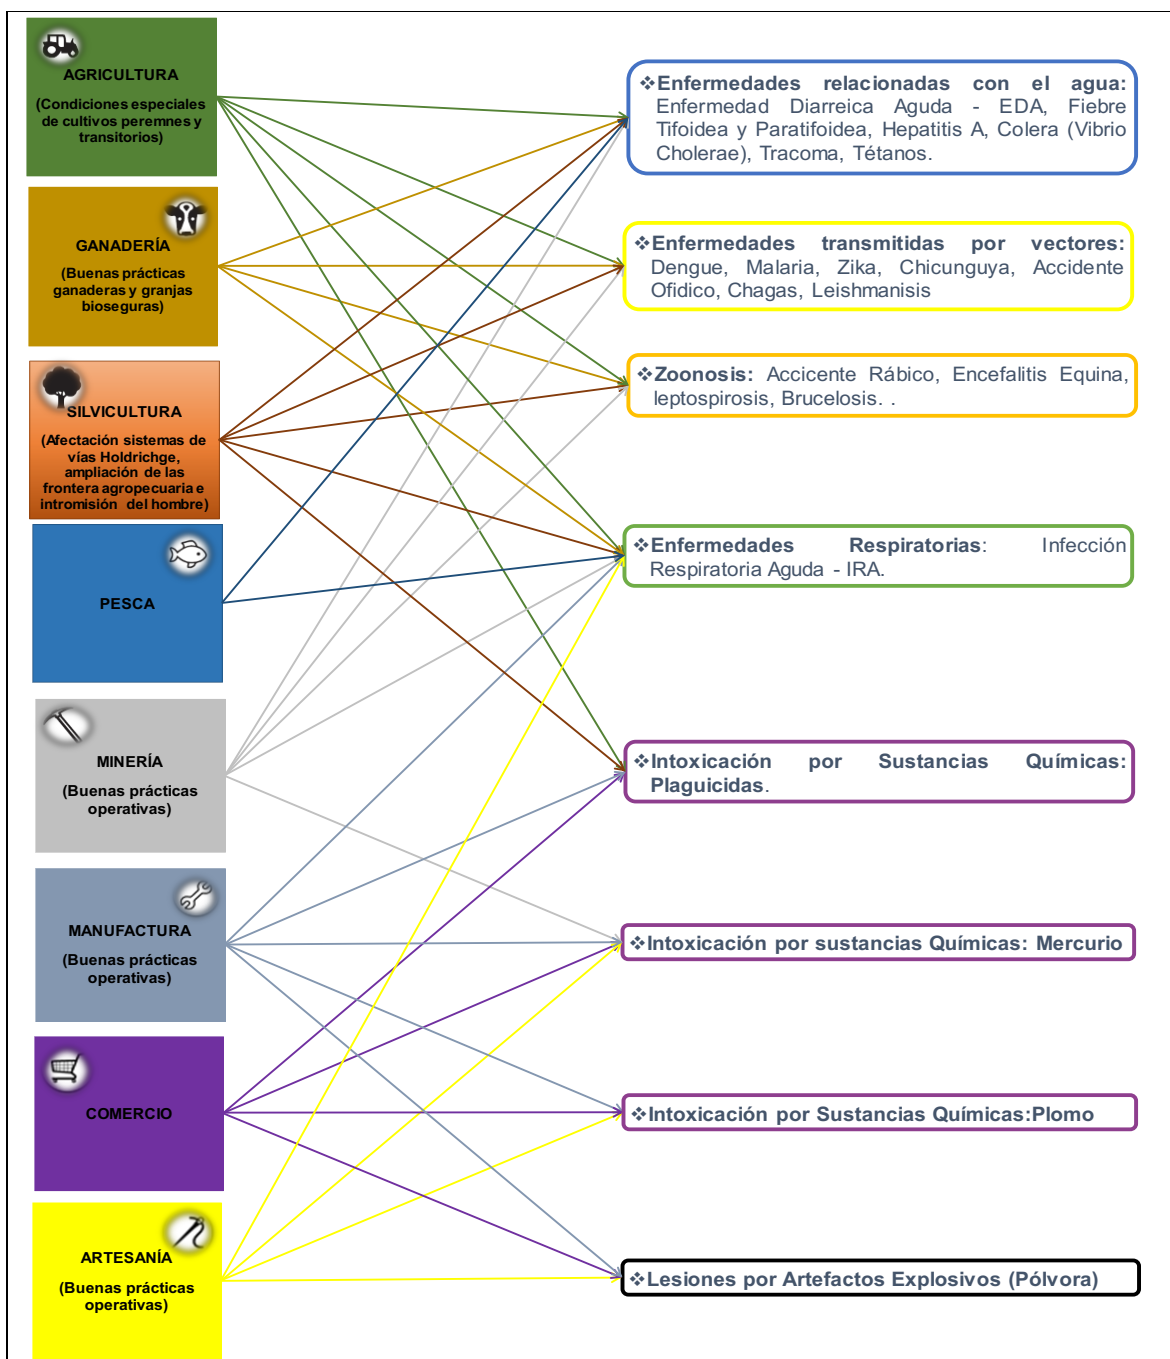 AGRICULTURA
(Condiciones especiales
de cultivos peremnes y
transitorios)
GANADERÍA
(Buenas prácticas
ganaderas y granjas
bioseguras)
SILVICULTURA
(Afectación sistemas de
vías Holdrichge,
ampliación de las
frontera agropecuaria e
intromisión del hombre)
PESCA
MINERÍA
(Buenas prácticas
operativas)
MANUFACTURA
(Buenas prácticas
operativas)
COMERCIO
ARTESANÍA
(Buenas prácticas
operativas)
❖Enfermedades relacionadas con el agua:
Enfermedad Diarreica Aguda - EDA, Fiebre
Tifoidea y Paratifoidea, Hepatitis A, Colera (Vibrio
Cholerae), Tracoma, Tétanos.
❖Enfermedades transmitidas por vectores:
Dengue, Malaria, Zika, Chicunguya, Accidente
Ofidico, Chagas, Leishmanisis
❖Zoonosis: Accicente Rábico, Encefalitis Equina,
leptospirosis, Brucelosis. .
❖Enfermedades Respiratorias: Infección
Respiratoria Aguda - IRA.
❖Intoxicación por Sustancias Químicas:
Plaguicidas.
❖Intoxicación por sustancias Químicas: Mercurio
❖Intoxicación por Sustancias Químicas:Plomo
❖Lesiones por Artefactos Explosivos (Pólvora)